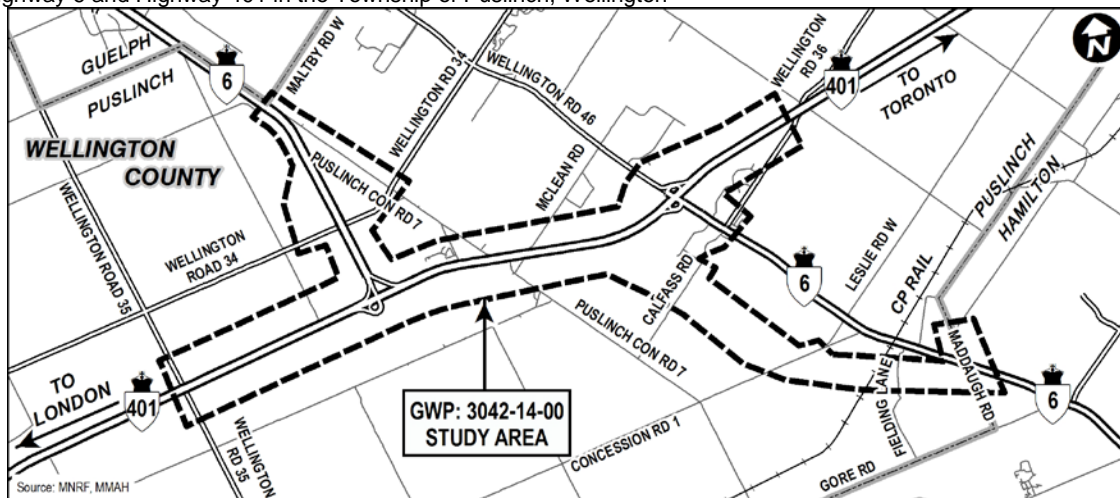 ghway 6 and Highway 401 in the Township of Puslinch, Wellington
N
GUELPH
PUSLINCH
6
MALTBY RD W
WELLINGTON RD 34
WELLINGTON RD 46
WELLINGTON RD 36
401
TO TORONTO
WELLINGTON COUNTY
PUSLINCH CON RD 7
MCLEAN RD
PUSLINCH
HAMILTON
WELLINGTON ROAD 35
WELLINGTON ROAD 34
CALFASS RD
6
LESLIE RD W
CP RAIL
PUSLINCH CON RD 7
MADDAUGH RD
TO LONDON
401
GWP: 3042-14-00
STUDY AREA
FIELDING LANE
6
WELLINGTON RD 35
CONCESSION RD 1
GORE RD
Source: MNRF, MMAH